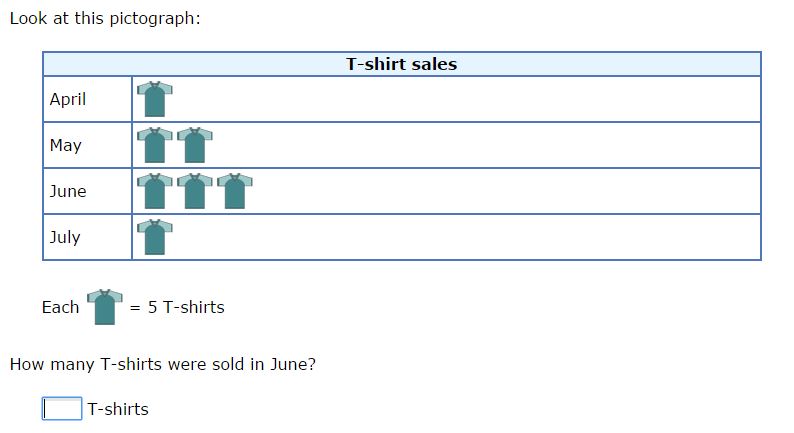 Look at this pictograph:
T-shirt sales
April
May
June
July
Each = 5 T-shirts
How many T-shirts were sold in June?
T-shirts